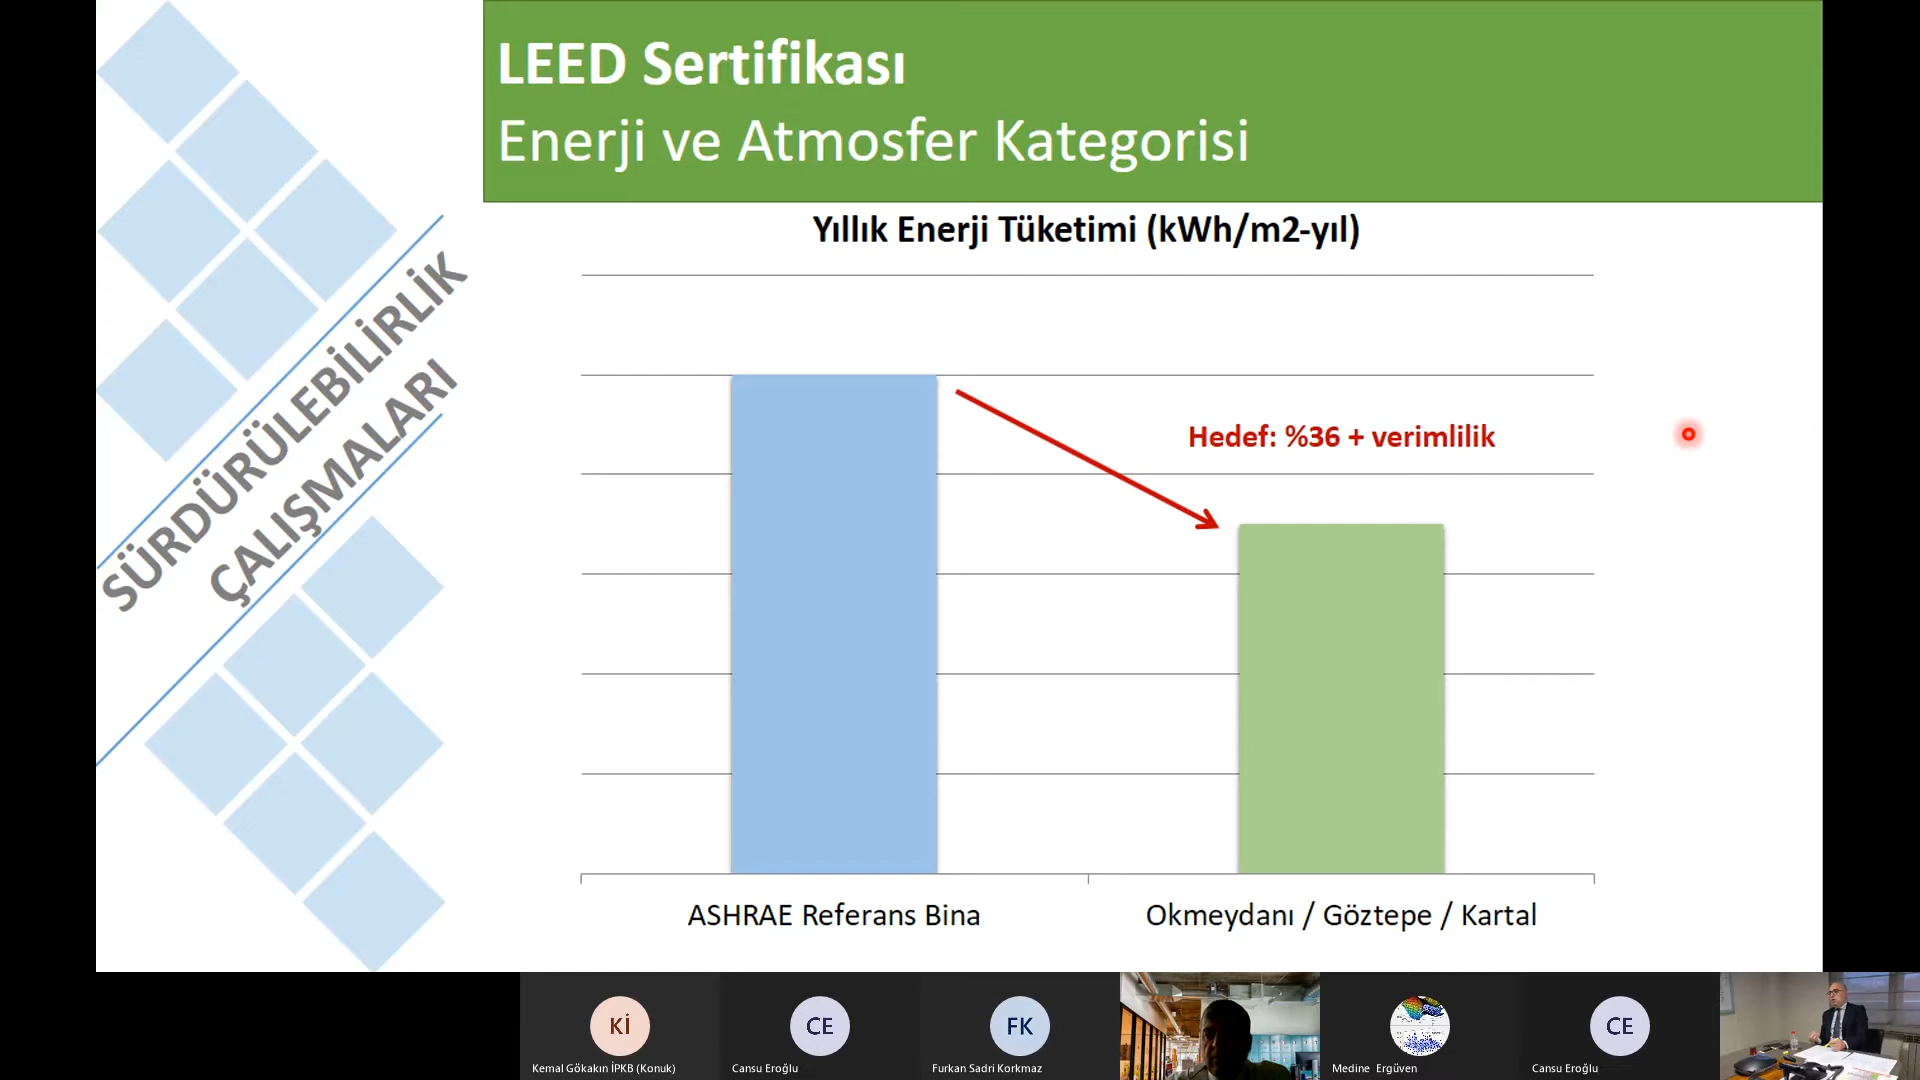 LEED Sertifikası
Enerji ve Atmosfer Kategorisi
SÜRDÜRÜLEBİLİRLİK
ÇALIŞMALARI
Yıllık Enerji Tüketimi (kWh/m2-yıl)
Hedef: %36 + verimlilik
ASHRAE Referans Bina
Okmeydanı / Göztepe / Kartal
Kİ
CE
FK
CE
Kemal Gökakın İPKB (Konuk)
Cansu Eroğlu
Furkan Sadri Korkmaz
Medine Ergüven
Cansu Eroğlu